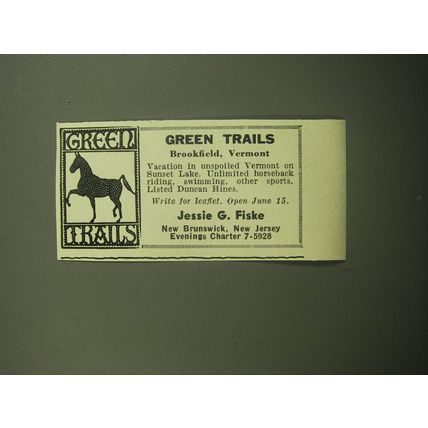 GREEN
TRAILS
GREEN TRAILS
Brookfield, Vermont
Vacation in unspoiled Vermont on
Sunset Lake. Unlimited horseback
riding, swimming, other sports.
Listed Duncan Hines.
Write for leaflet. Open June 15.
Jessie G. Fiske
New Brunswick, New Jersey
Evenings Charter 7-5928